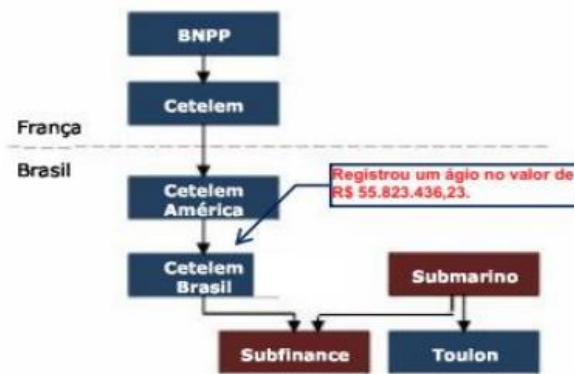 BNPP
Cetelem
França
Brasil
Cetelem
América
Registrou um ágio no valor de
R$ 55.823.436,23.
Cetelem
Brasil
Submarino
Subfinance
Toulon